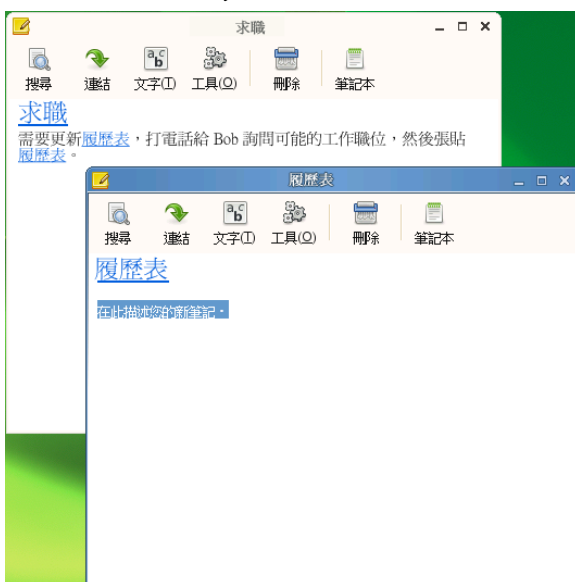 求職
搜尋 連結 文字(T) 工具(O) 刪除 筆記本
求職
需要更新履歷表，打電話給 Bob 詢問可能的工作職位，然後張貼
履歷表。
履歷表
搜尋 連結 文字(T) 工具(O) 刪除 筆記本
履歷表
在此描述您的新筆記。